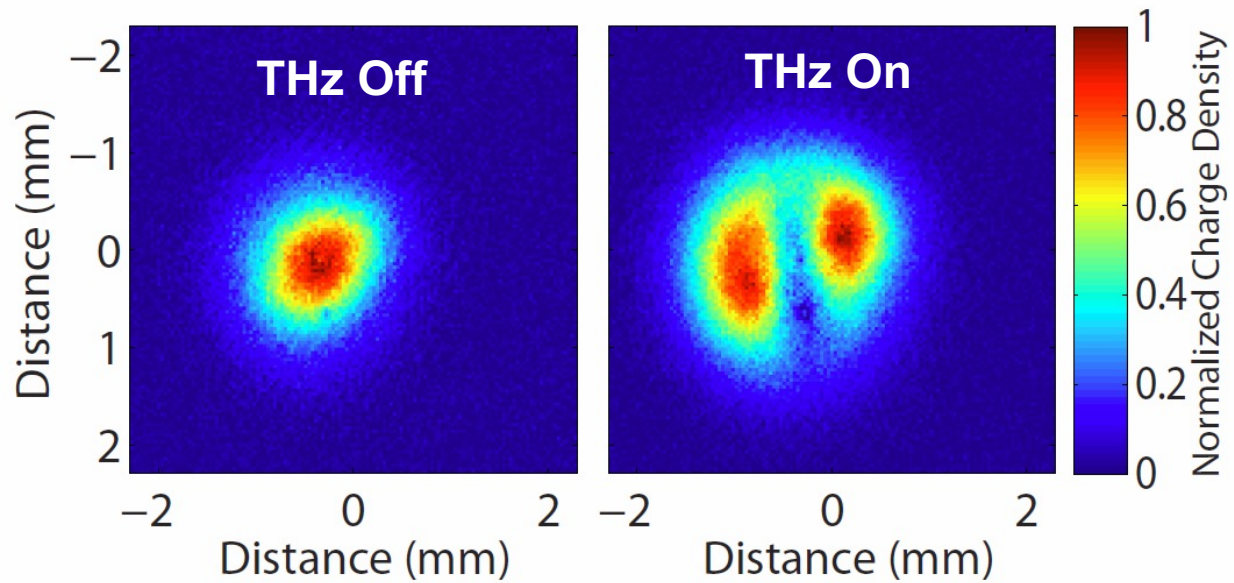 THz Off
THz On
Distance (mm)
−2
−1
0
1
2
−2 0 2
Distance (mm)
−2 0 2
Distance (mm)
1
0.8
0.6
0.4
0.2
0
Normalized Charge Density